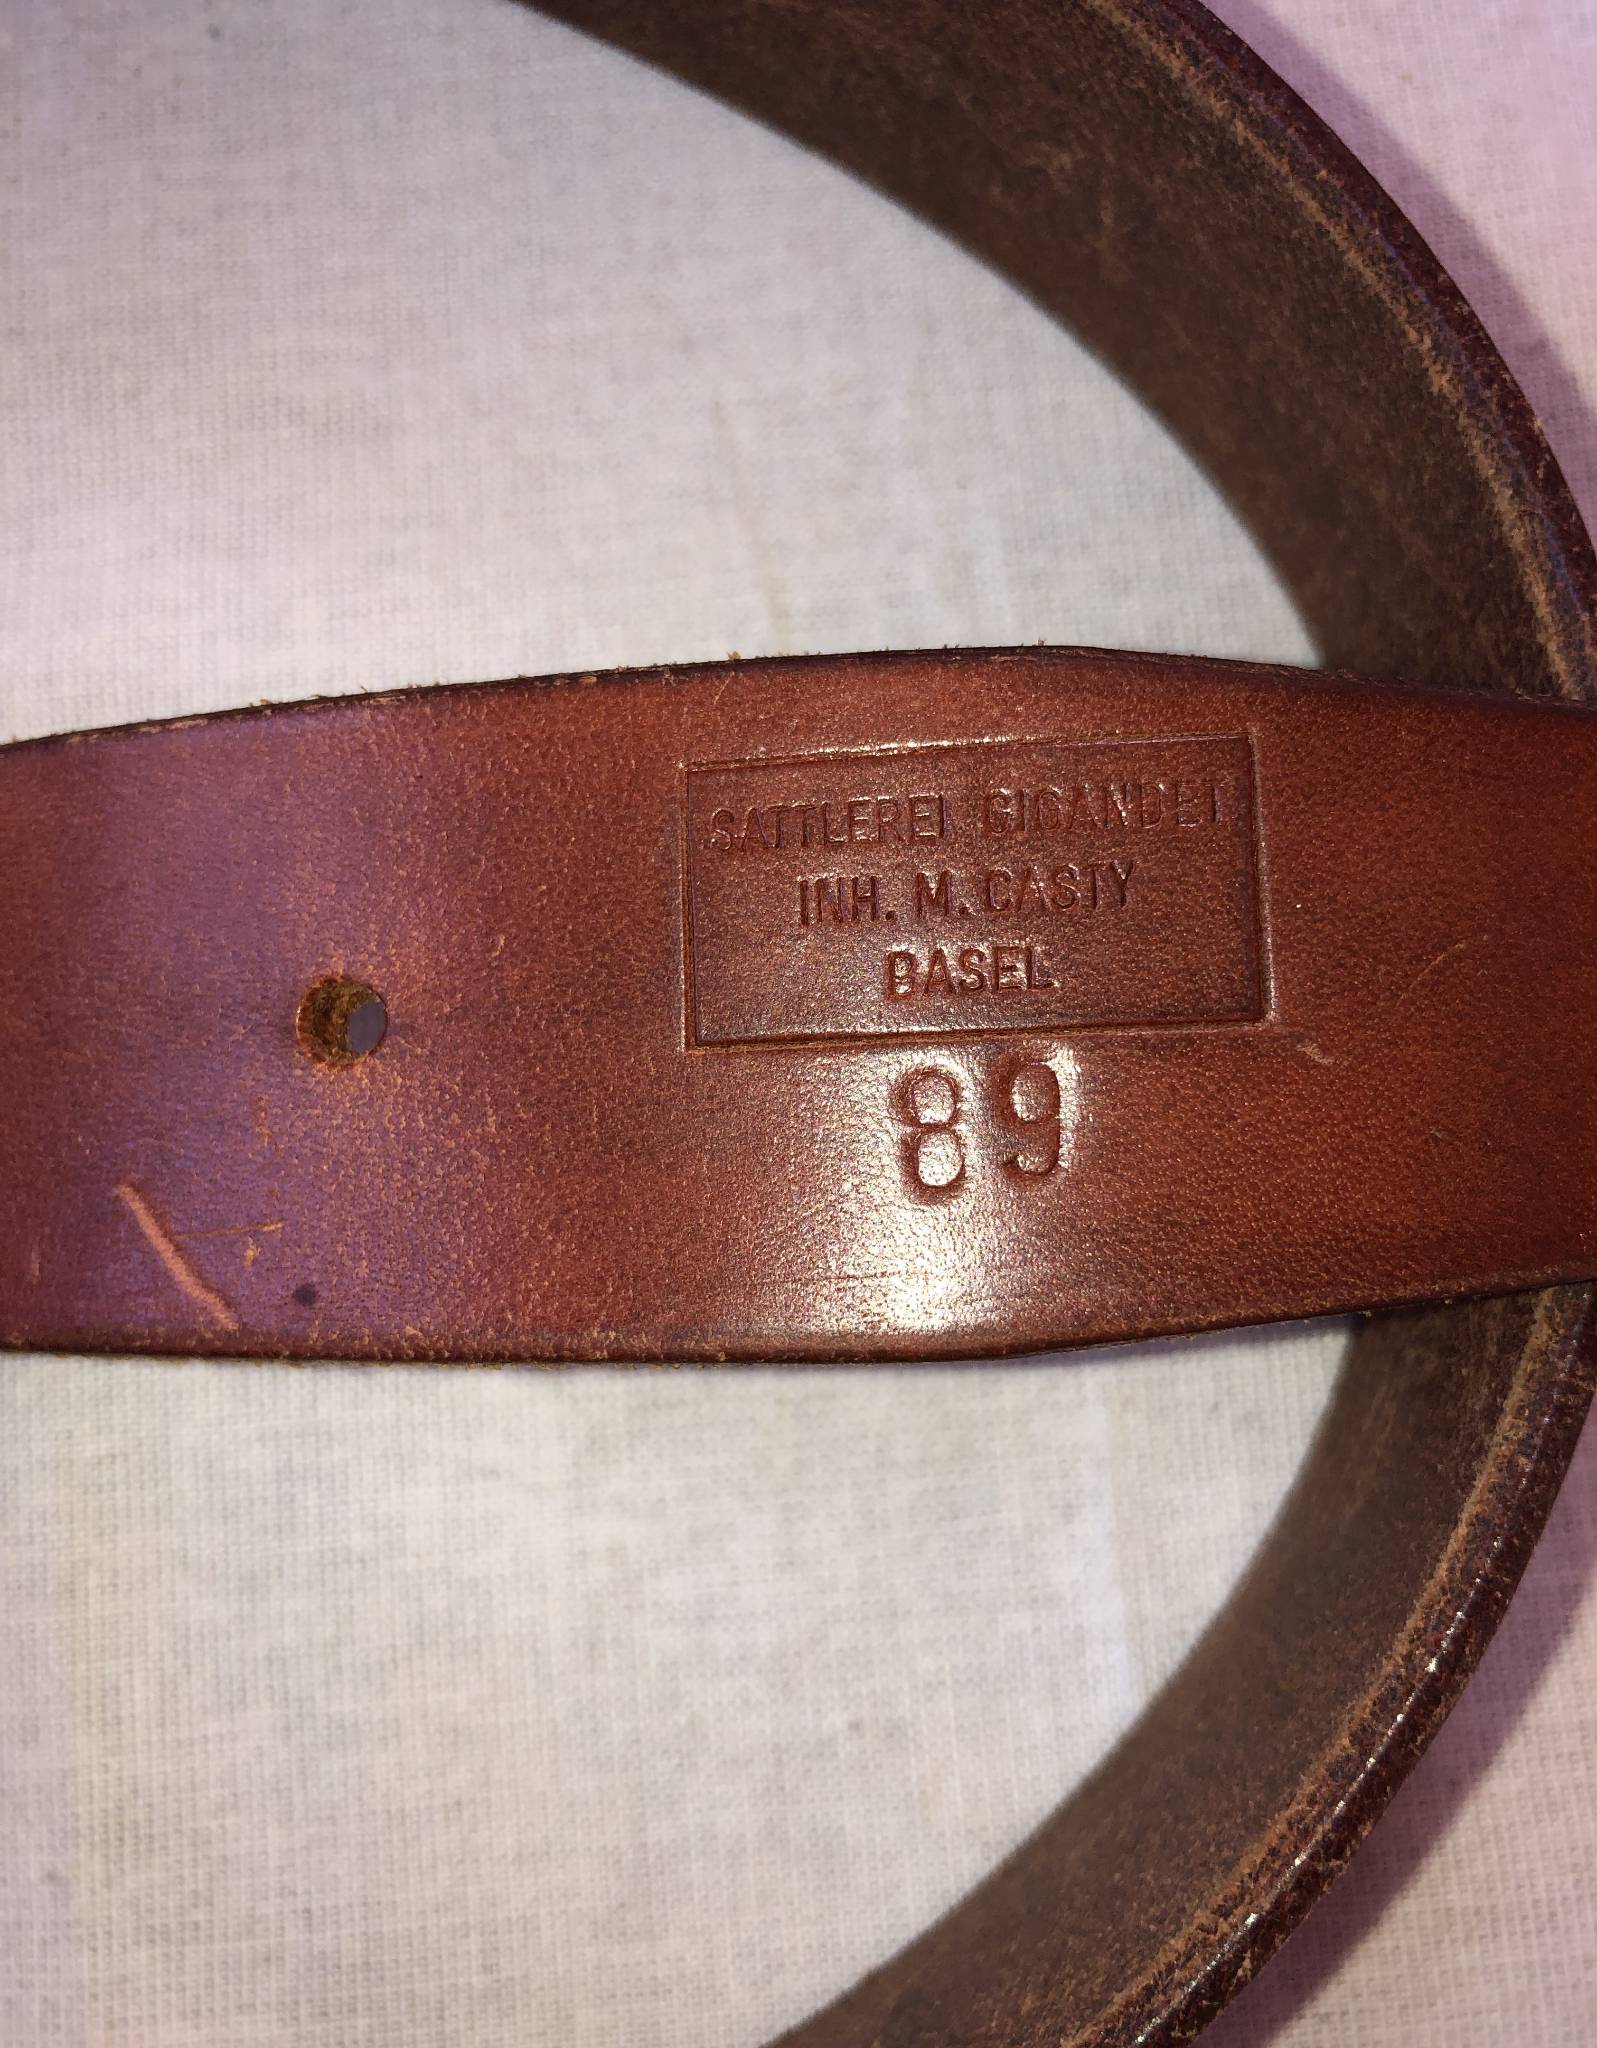 SATTLEREI GIGANDET
INH. M. CASTY
BASEL
89